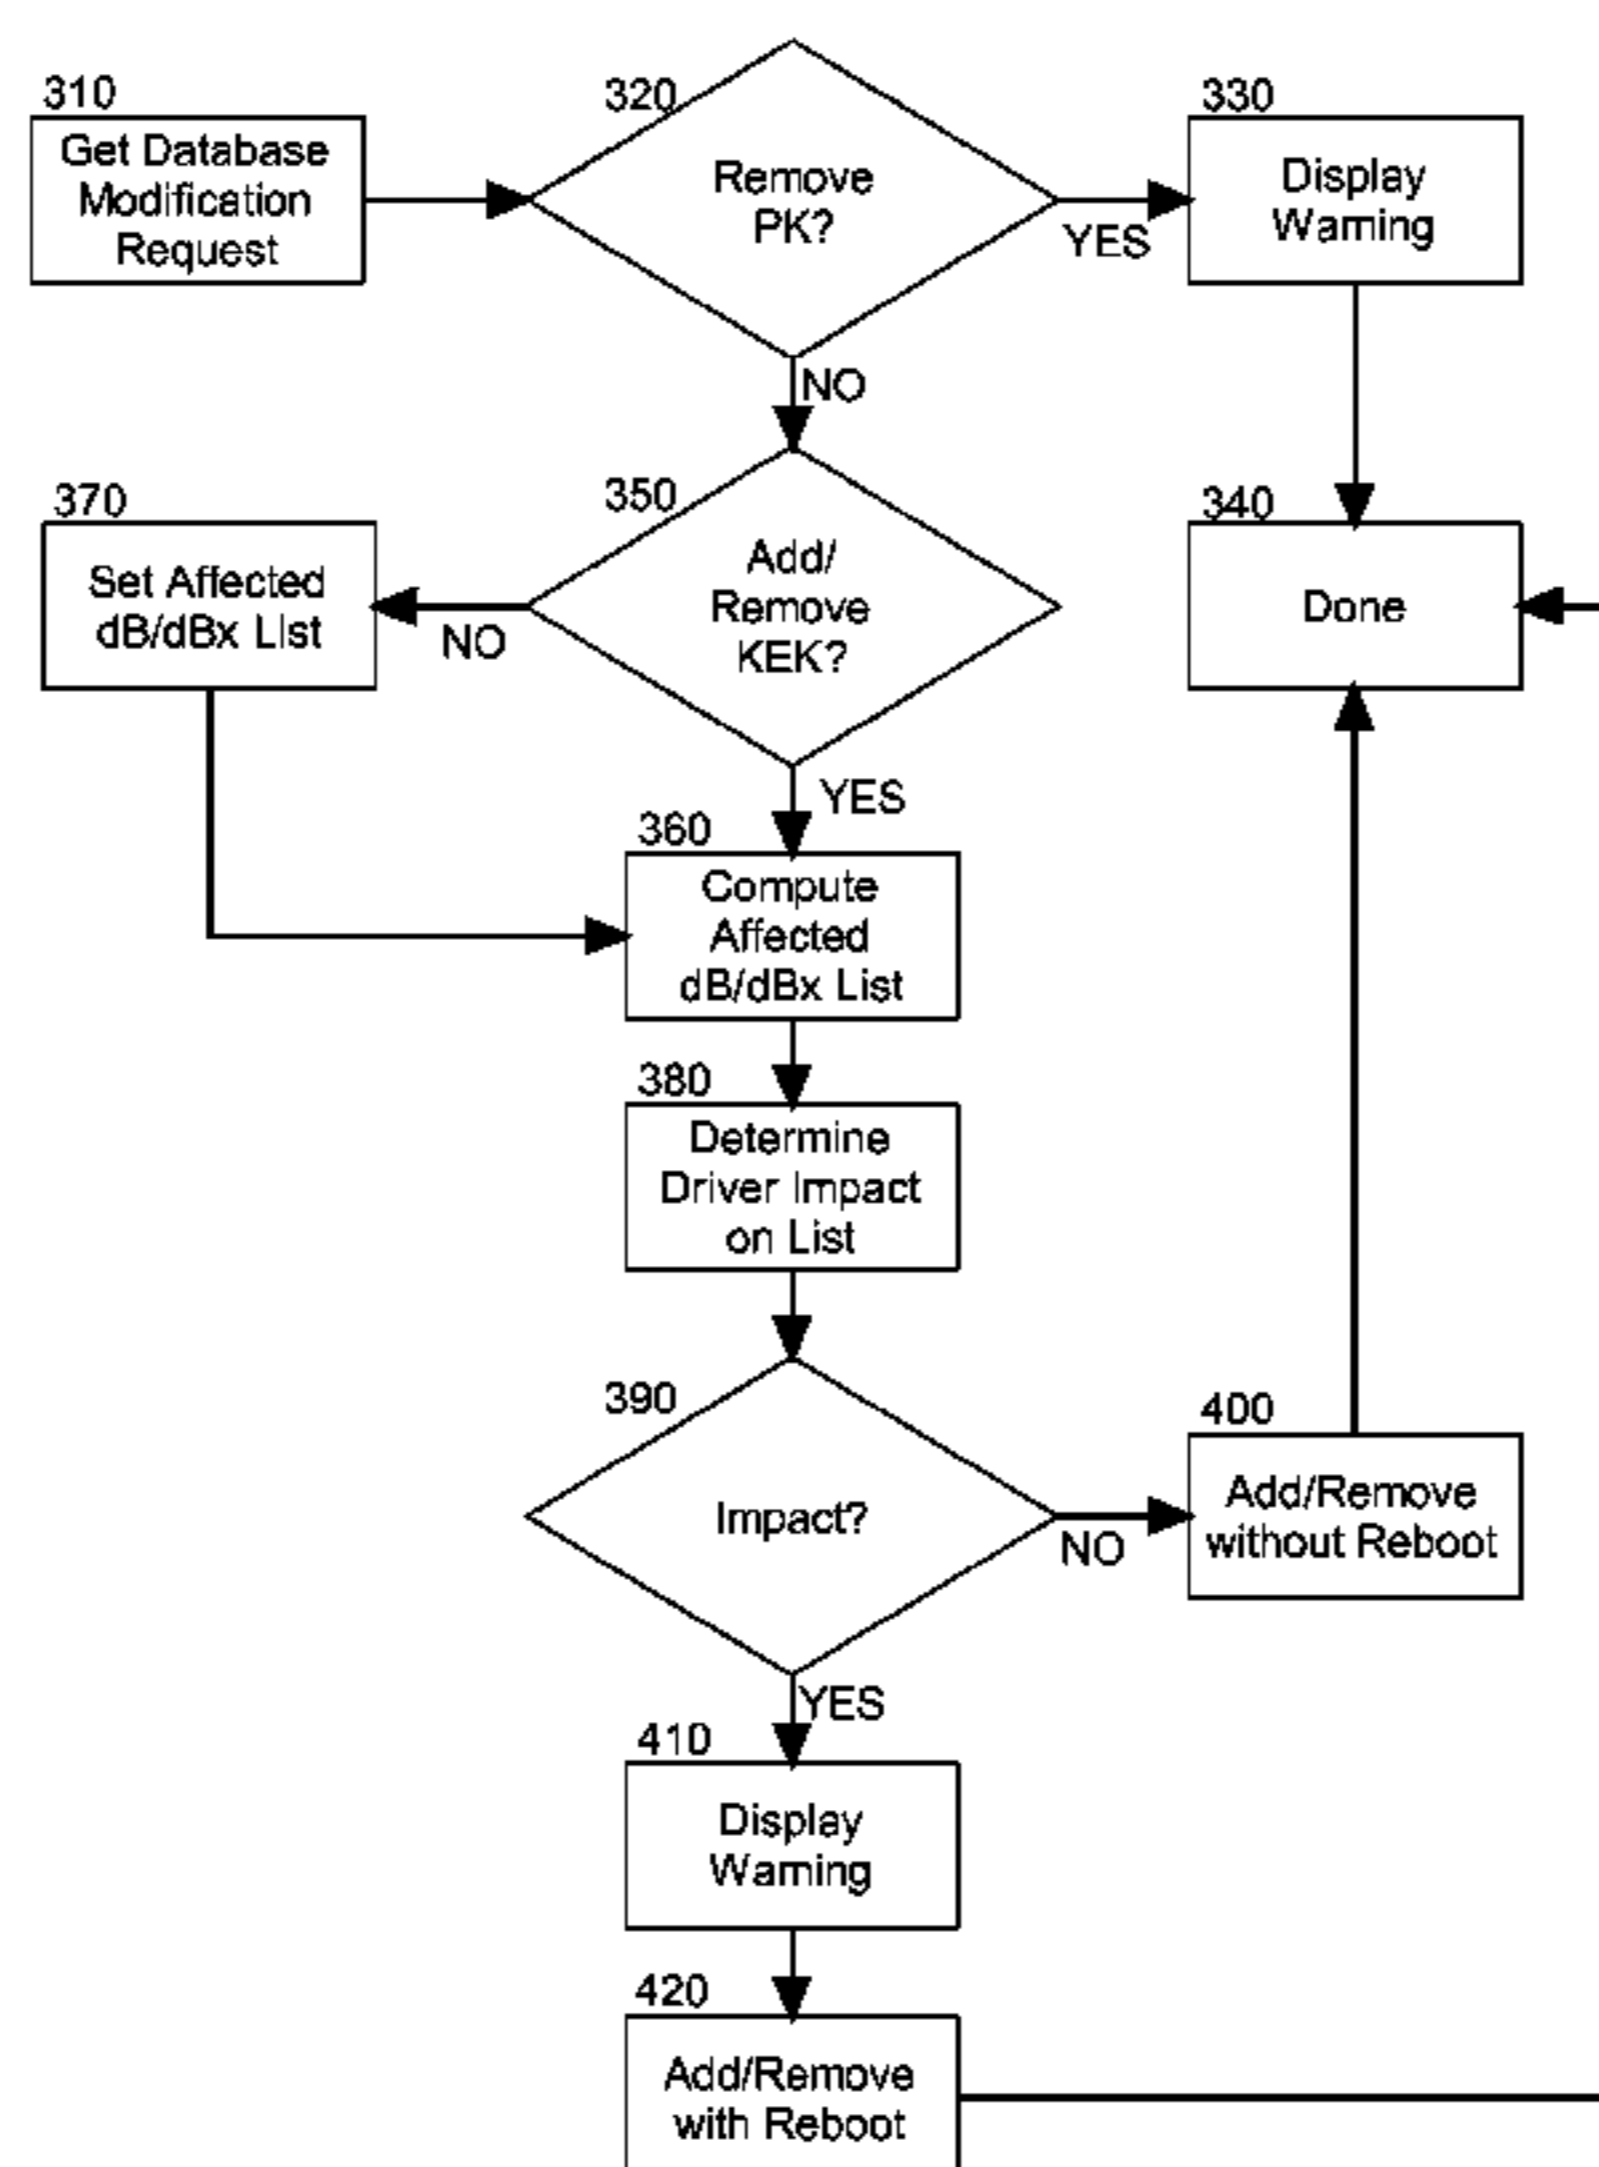 310
Get Database
Modification
Request
320
Remove
PK?
YES
330
Display
Warning
NO
370
Set Affected
dB/dBx List
NO
350
Add/
Remove
KEK?
340
Done
YES
360
Compute
Affected
dB/dBx List
380
Determine
Driver Impact
on List
390
Impact?
NO
400
Add/Remove
without Reboot
YES
410
Display
Warning
420
Add/Remove
with Reboot